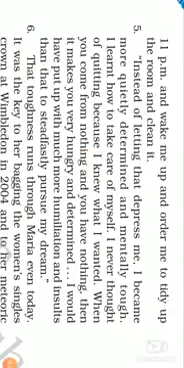 11 p.m. and wake me up and order me to tidy up
the room and clean it.
5. "Instead of letting that depress me, I became
more quietly determined and mentally tough.
I learnt how to take care of myself. I never thought
of quitting because I knew what I wanted. When
you come from nothing and you have nothing, then
it makes you very hungry and determined ... I would
have put up with much more humiliation and insults
than that to steadfastly pursue my dream."
6. That toughness runs through Maria even today.
It was the key to her bagging the women's singles
crown at Wimbledon in 2004 and to her meteoric